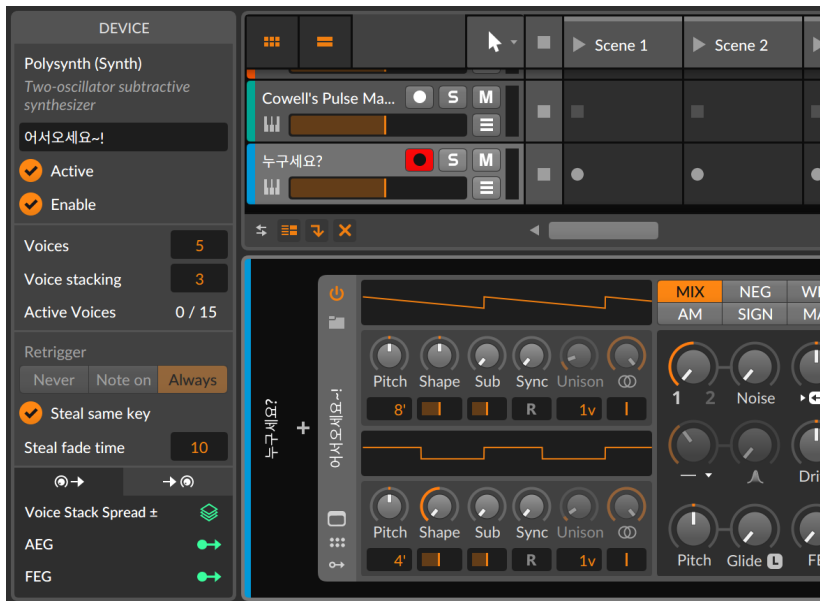 DEVICE
Polysynth (Synth)
Two-oscillator subtractive
synthesizer
어서오세요~!
Active
Enable
Voices 5
Voice stacking 3
Active Voices 0 / 15
Retrigger
Never Note on Always
Steal same key
Steal fade time 10
Voice Stack Spread ±
AEG
FEG
Scene 1 Scene 2
Cowell's Pulse Ma... S M
누구세요? S M
누구세요?
어서오세요~!
MIX NEG
AM SIGN
Pitch Shape Sub Sync Unison
8' R 1v
1 2 Noise
Pitch Shape Sub Sync Unison
4' R 1v
Pitch Glide L